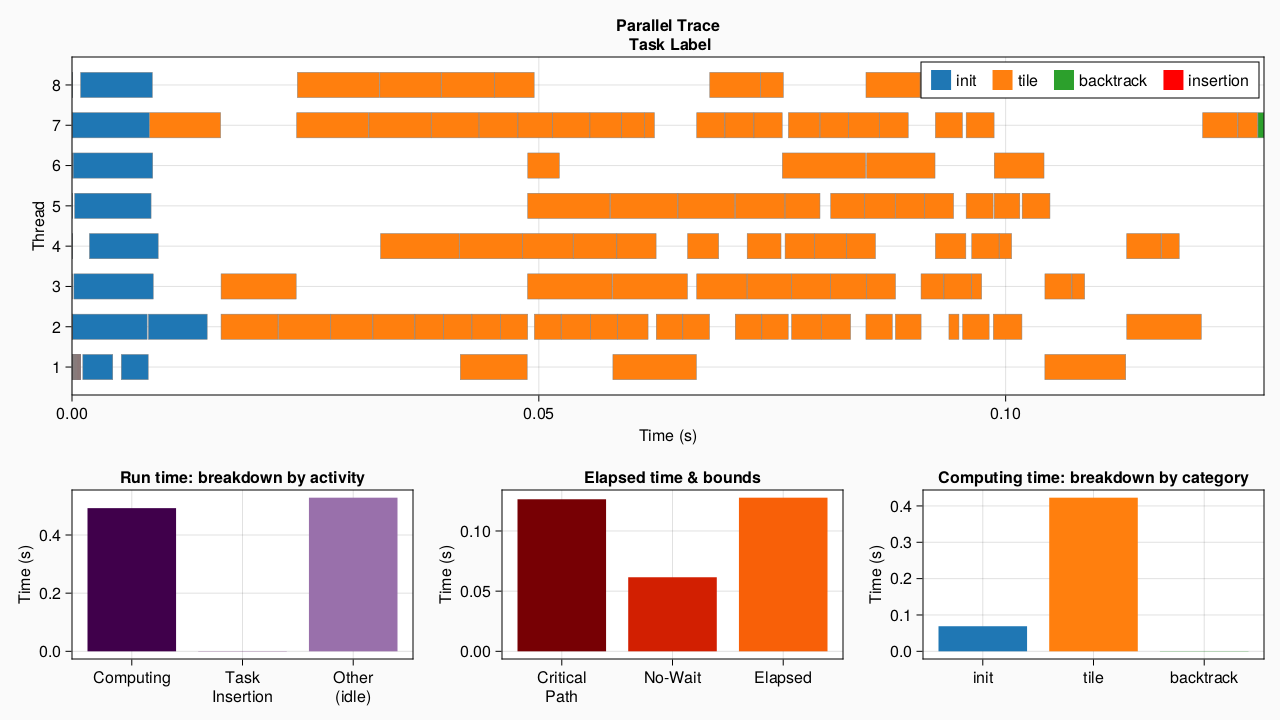 Parallel Trace
Task Label
init tile backtrack insertion
Thread
8
7
6
5
4
3
2
1
0.00 0.05 0.10
Time (s)
Run time: breakdown by activity
Time (s)
0.4
0.2
0.0
Computing Task Insertion Other (idle)
Elapsed time & bounds
Time (s)
0.10
0.05
0.00
Critical Path No-Wait Elapsed
Computing time: breakdown by category
Time (s)
0.4
0.3
0.2
0.1
0.0
init tile backtrack